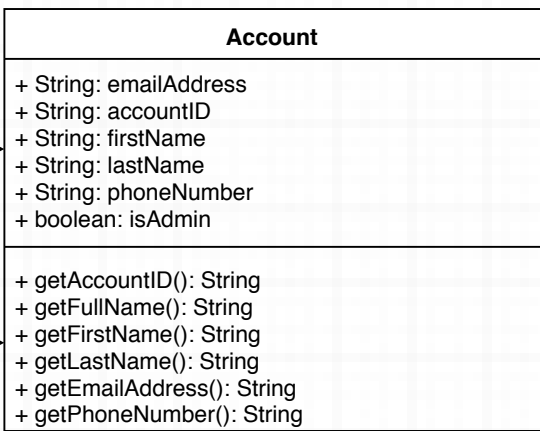 Account
+ String: emailAddress
+ String: accountID
+ String: firstName
+ String: lastName
+ String: phoneNumber
+ boolean: isAdmin
+ getAccountID(): String
+ getFullName(): String
+ getFirstName(): String
+ getLastName(): String
+ getEmailAddress(): String
+ getPhoneNumber(): String